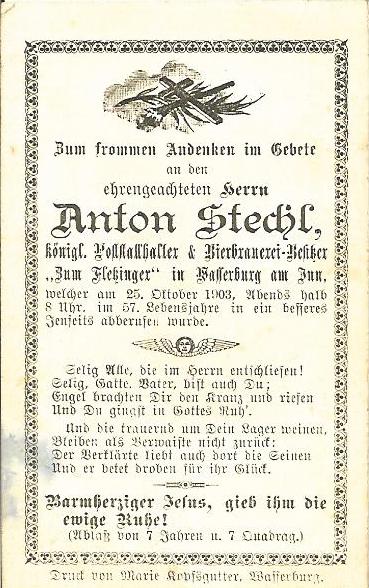 Zum frommen Andenken im Gebete
an den
ehrengeachteten Herrn
Anton Stechl,
königl. Poststallhalter & Bierbrauerei-Besitzer
„Zum Fletzinger“ in Wasserburg am Inn,
welcher am 25. Oktober 1903, Abends halb
8 Uhr, im 57. Lebensjahre in ein besseres
Jenseits abberufen wurde.
Selig Alle, die im Herrn entschliefen!
Selig, Gatte, Vater, bist auch Du;
Engel brachten Dir den Kranz und riefen
Und Du gingst in Gottes Ruh'.
Und die trauernd um Dein Lager weinen,
Bleiben als Verwaiste nicht zurück:
Der Verklärte liebt auch dort die Seinen
Und er betet droben für ihr Glück.
Barmherziger Jesus, gieb ihm die
ewige Ruhe!
(Ablaß von 7 Jahren u. 7 Quadrag.)
Druck von Marie Kopfsgutter, Wasserburg.